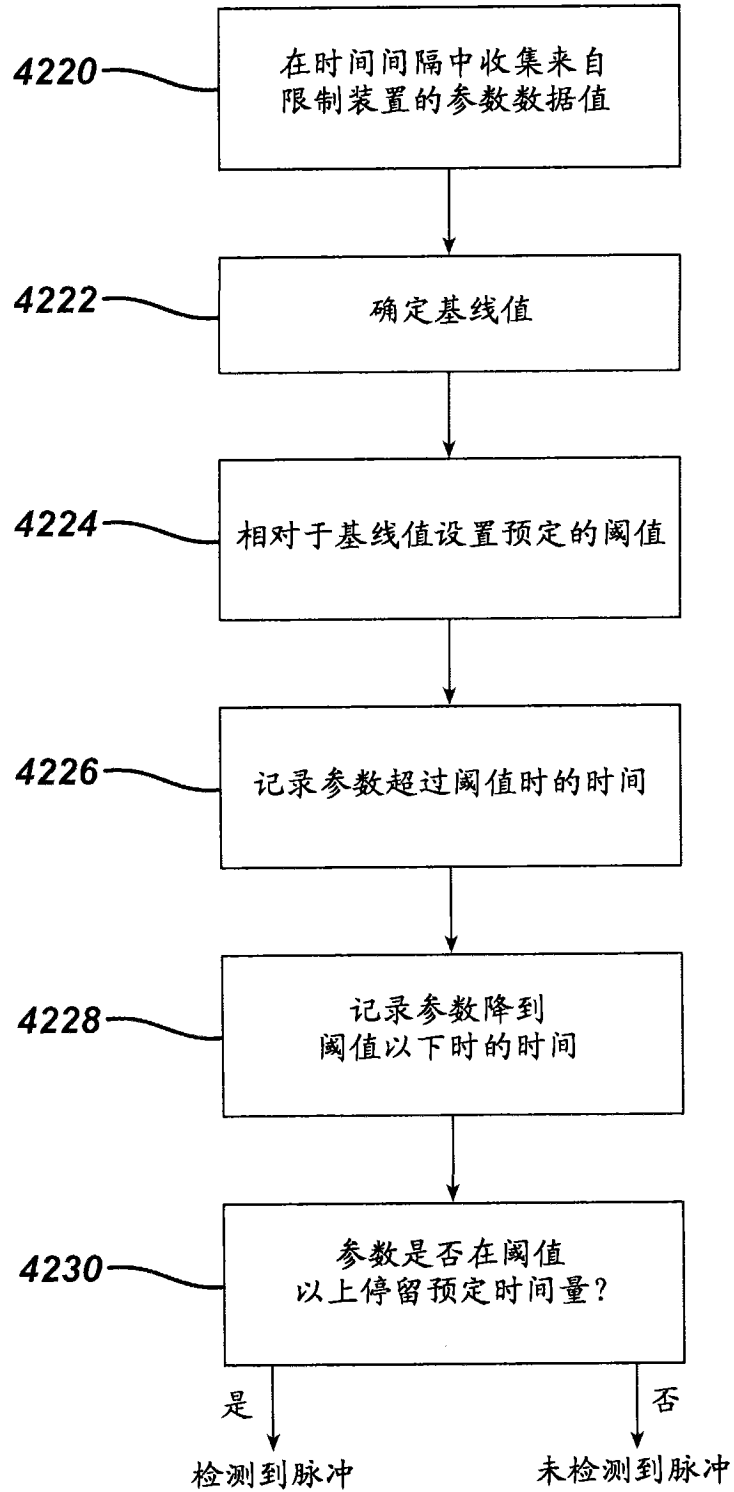 4220
在时间间隔中收集来自
限制装置的参数数据值
4222
确定基线值
4224
相对于基线值设置预定的阈值
4226
记录参数超过阈值时的时间
4228
记录参数降到
阈值以下时的时间
4230
参数是否在阈值
以上停留预定时间量?
是
否
检测到脉冲
未检测到脉冲